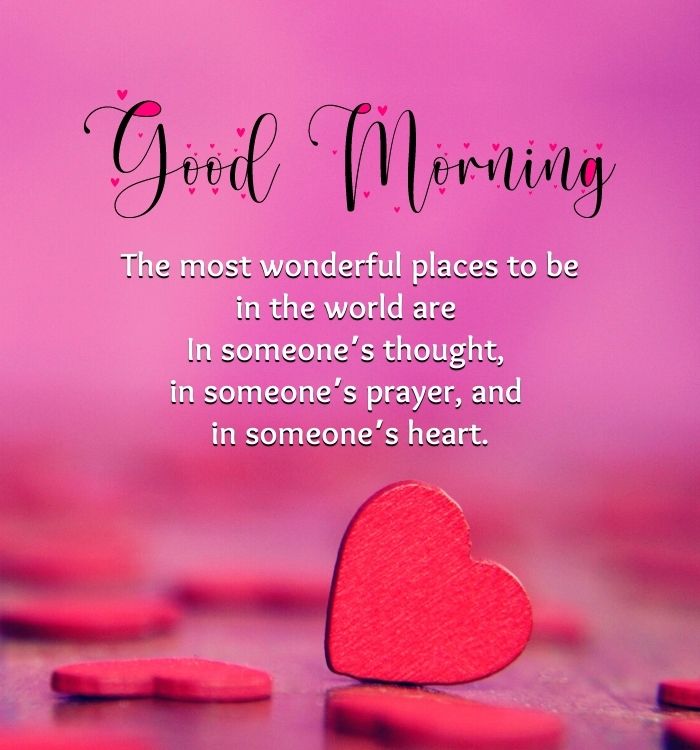 Good Morning
The most wonderful places to be
in the world are
In someone's thought,
in someone's prayer, and
in someone's heart.